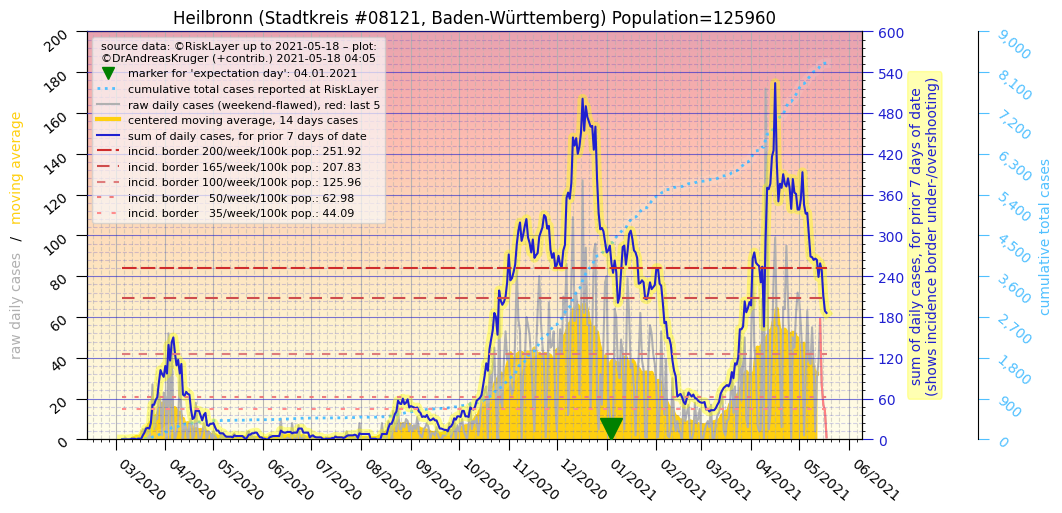 Heilbronn (Stadtkreis #08121, Baden-Württemberg) Population=125960
source data: ©RiskLayer up to 2021-05-18 – plot:
©DrAndreasKruger (+contrib.) 2021-05-18 04:05
marker for 'expectation day': 04.01.2021
cumulative total cases reported at RiskLayer
raw daily cases (weekend-flawed), red: last 5
centered moving average, 14 days cases
sum of daily cases, for prior 7 days of date
incid. border 200/week/100k pop.: 251.92
incid. border 165/week/100k pop.: 207.83
incid. border 100/week/100k pop.: 125.96
incid. border   50/week/100k pop.: 62.98
incid. border   35/week/100k pop.: 44.09
raw daily cases / moving average
200
180
160
140
120
100
80
60
40
20
0
03/2020
04/2020
05/2020
06/2020
07/2020
08/2020
09/2020
10/2020
11/2020
12/2020
01/2021
02/2021
03/2021
04/2021
05/2021
06/2021
600
540
480
420
360
300
240
180
120
60
0
sum of daily cases, for prior 7 days of date
(shows incidence border under-/overshooting)
9,000
8,100
7,200
6,300
5,400
4,500
3,600
2,700
1,800
900
0
cumulative total cases